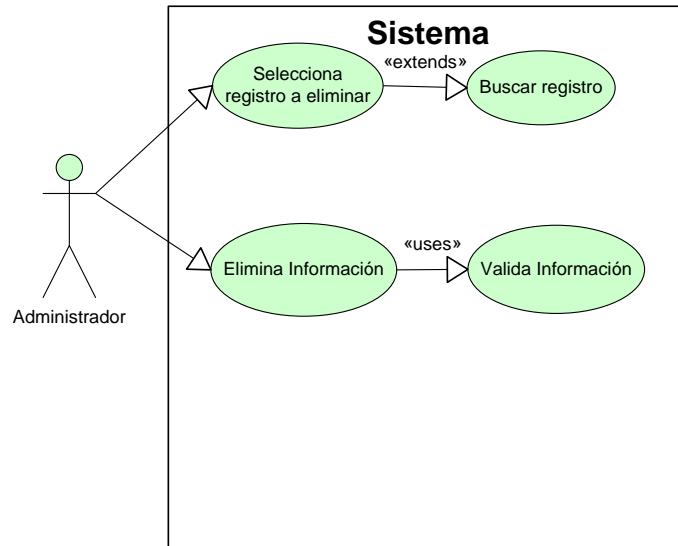 Sistema
«extends»
Selecciona
registro a eliminar
Buscar registro
«uses»
Elimina Información
Valida Información
Administrador